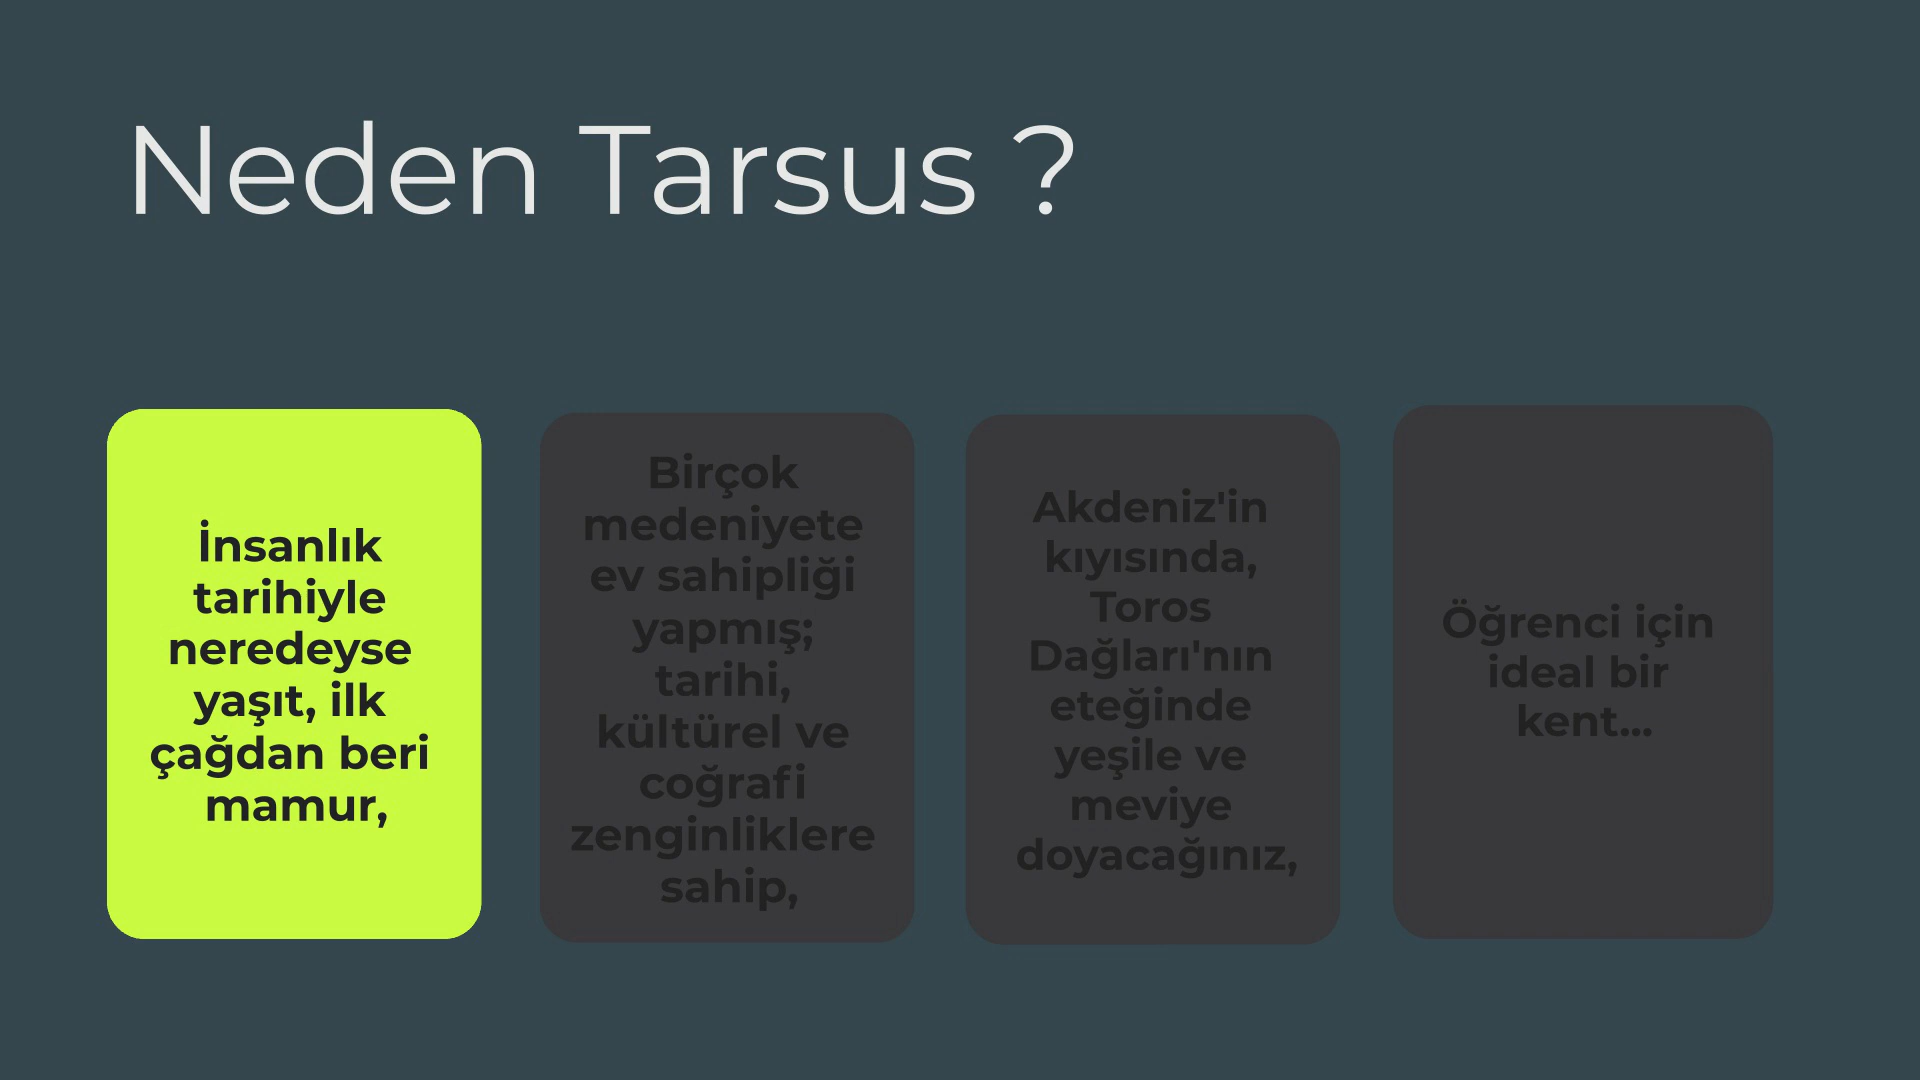 Neden Tarsus ?
İnsanlık
tarihiyle
neredeyse
yaşıt, ilk
çağdan beri
mamur,
Birçok
medeniyete
ev sahipliği
yapmış;
tarihi,
kültürel ve
coğrafi
zenginliklere
sahip,
Akdeniz'in
kıyısında,
Toros
Dağları'nın
eteğinde
yeşile ve
meviye
doyacağınız,
Öğrenci için
ideal bir
kent...